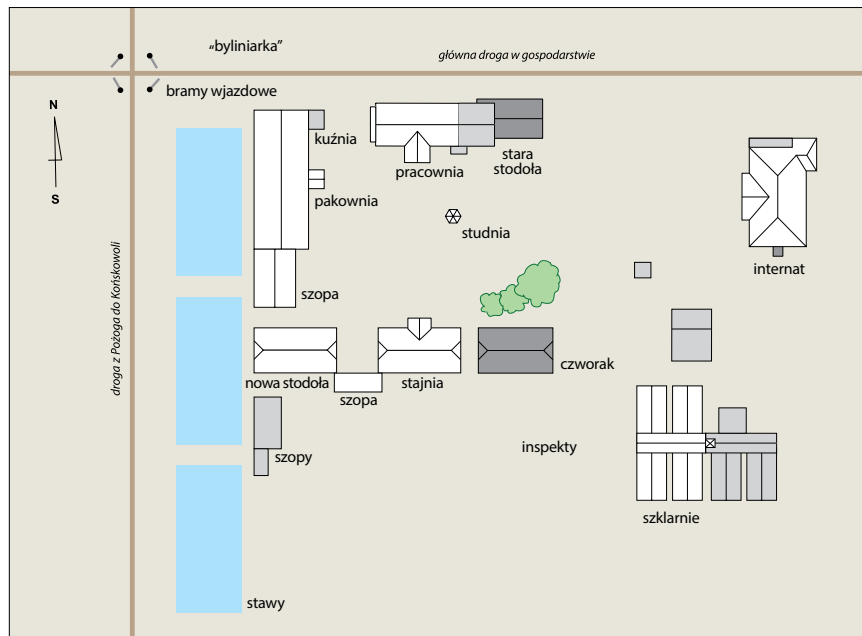 „byliniarka”
główna droga w gospodarstwie
bramy wjazdowe
N
S
kuźnia
pracownia
stara
stodoła
pakownia
studnia
internat
szopa
droga z Pożoga do Końskowoli
nowa stodoła
szopa
stajnia
czworak
szopy
inspekty
szklarnie
stawy